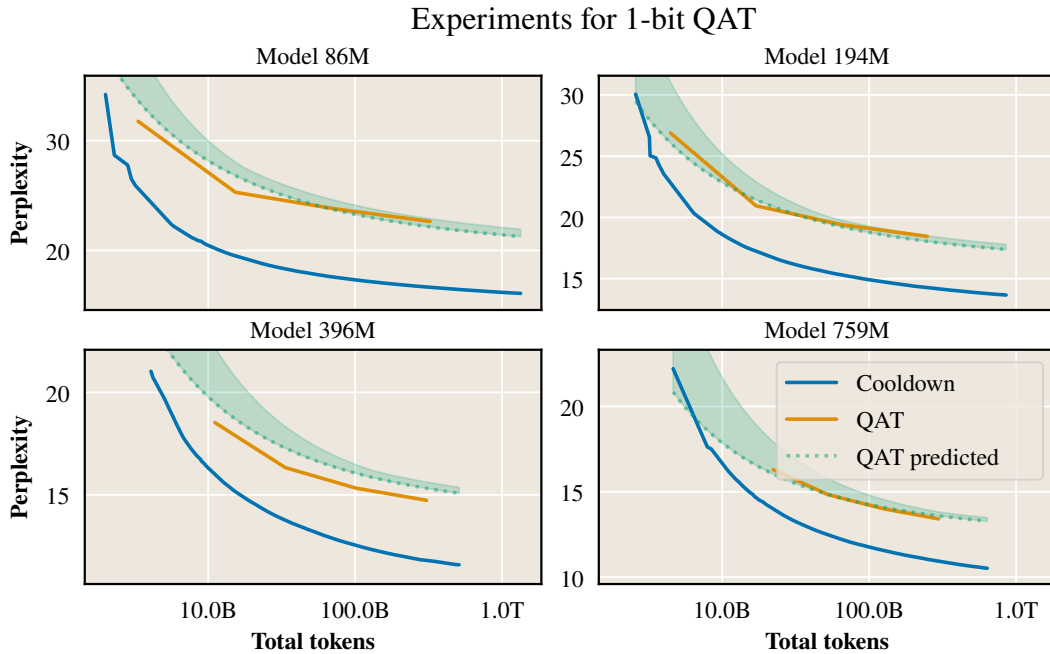 Experiments for 1-bit QAT
Model 86M
Model 194M
Perplexity
30
20
30
25
20
15
Model 396M
Model 759M
Perplexity
20
15
20
15
10
Cooldown
QAT
QAT predicted
10.0B
100.0B
1.0T
10.0B
100.0B
1.0T
Total tokens
Total tokens